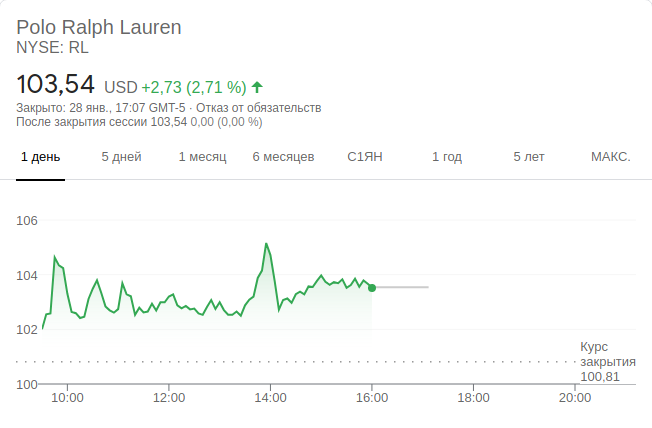 Polo Ralph Lauren
NYSE: RL
103,54 USD +2,73 (2,71 %)
Закрыто: 28 янв., 17:07 GMT-5 · Отказ от обязательств
После закрытия сессии 103,54 0,00 (0,00 %)
1 день 5 дней 1 месяц 6 месяцев С1ЯН 1 год 5 лет МАКС.
106
104
102
Курс
закрытия
100,81
100
10:00 12:00 14:00 16:00 18:00 20:00